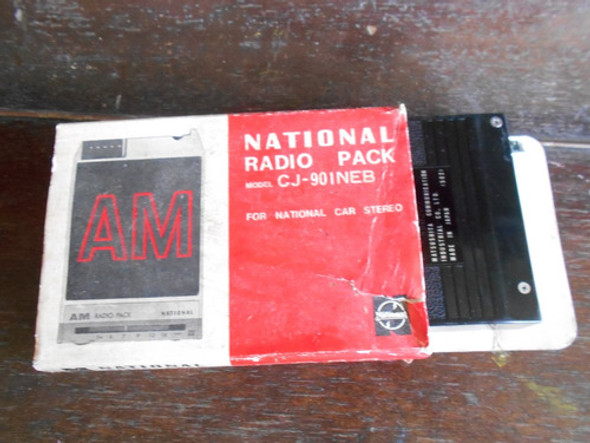 NATIONAL
RADIO PACK
MODEL CJ-901NEB
FOR NATIONAL CAR STEREO
AM
AM RADIO PACK NATIONAL
NATIONAL
MATSUSHITA COMMUNICATION
INDUSTRIAL CO., LTD.
MADE IN JAPAN